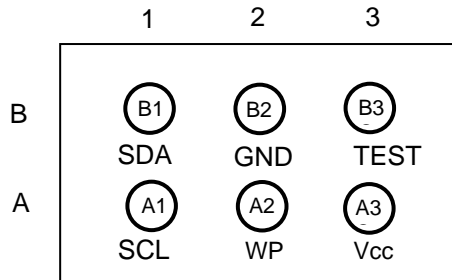 1 2 3
B B1 B2 B3
SDA GND TEST
A A1 A2 A3
SCL WP Vcc